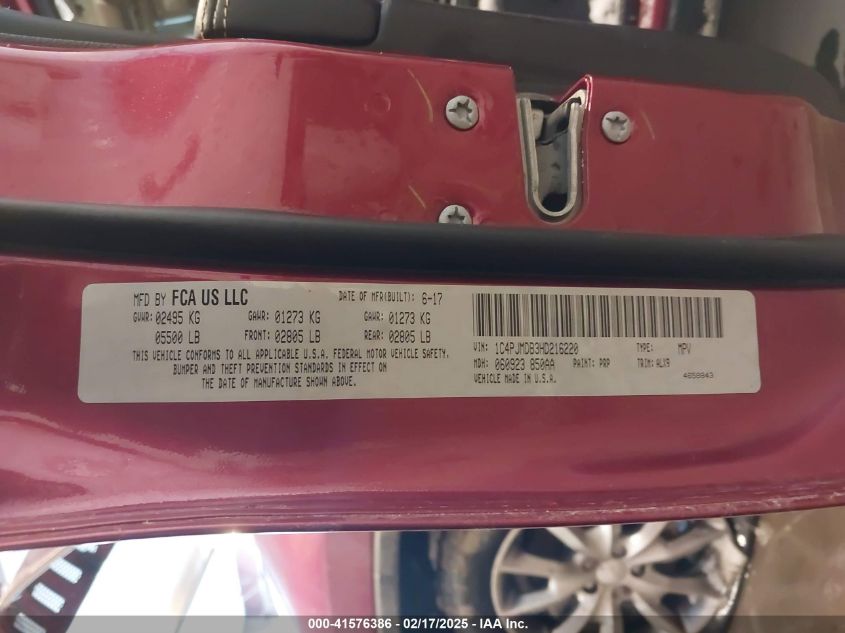 MFD BY FCA US LLC DATE OF MFR(BUILT): 6-17
GVWR: 02495 KG GAWR: 01273 KG GAWR: 01273 KG
05500 LB FRONT: 02805 LB REAR: 02805 LB
THIS VEHICLE CONFORMS TO ALL APPLICABLE U.S.A. FEDERAL MOTOR VEHICLE SAFETY,
BUMPER AND THEFT PREVENTION STANDARDS IN EFFECT ON
THE DATE OF MANUFACTURE SHOWN ABOVE.
VIN: 1C4PJMDB3HD216220 TYPE: MPV
MDH: 060923 850AA PAINT: PRP TRIM: ALX9
VEHICLE MADE IN U.S.A. 4658843
000-41576386 - 02/17/2025 - IAA Inc.